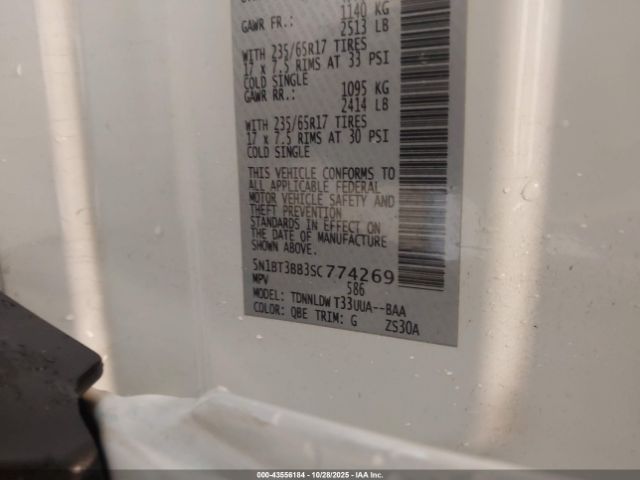 GAWR FR.: 1140 KG
2513 LB
WITH 235/65R17 TIRES
17 x 7.5 RIMS AT 33 PSI
COLD SINGLE
GAWR RR.: 1095 KG
2414 LB
WITH 235/65R17 TIRES
17 x 7.5 RIMS AT 30 PSI
COLD SINGLE
THIS VEHICLE CONFORMS TO
ALL APPLICABLE FEDERAL
MOTOR VEHICLE SAFETY AND
THEFT PREVENTION
STANDARDS IN EFFECT ON
THE DATE OF MANUFACTURE
SHOWN ABOVE.
5N1BT3BB3SC774269
MPV 586
MODEL: TDNNLDW T33UUA--BAA
COLOR: QBE TRIM: G ZS30A
000-43556184 | 10/28/2025 | IAA Inc.